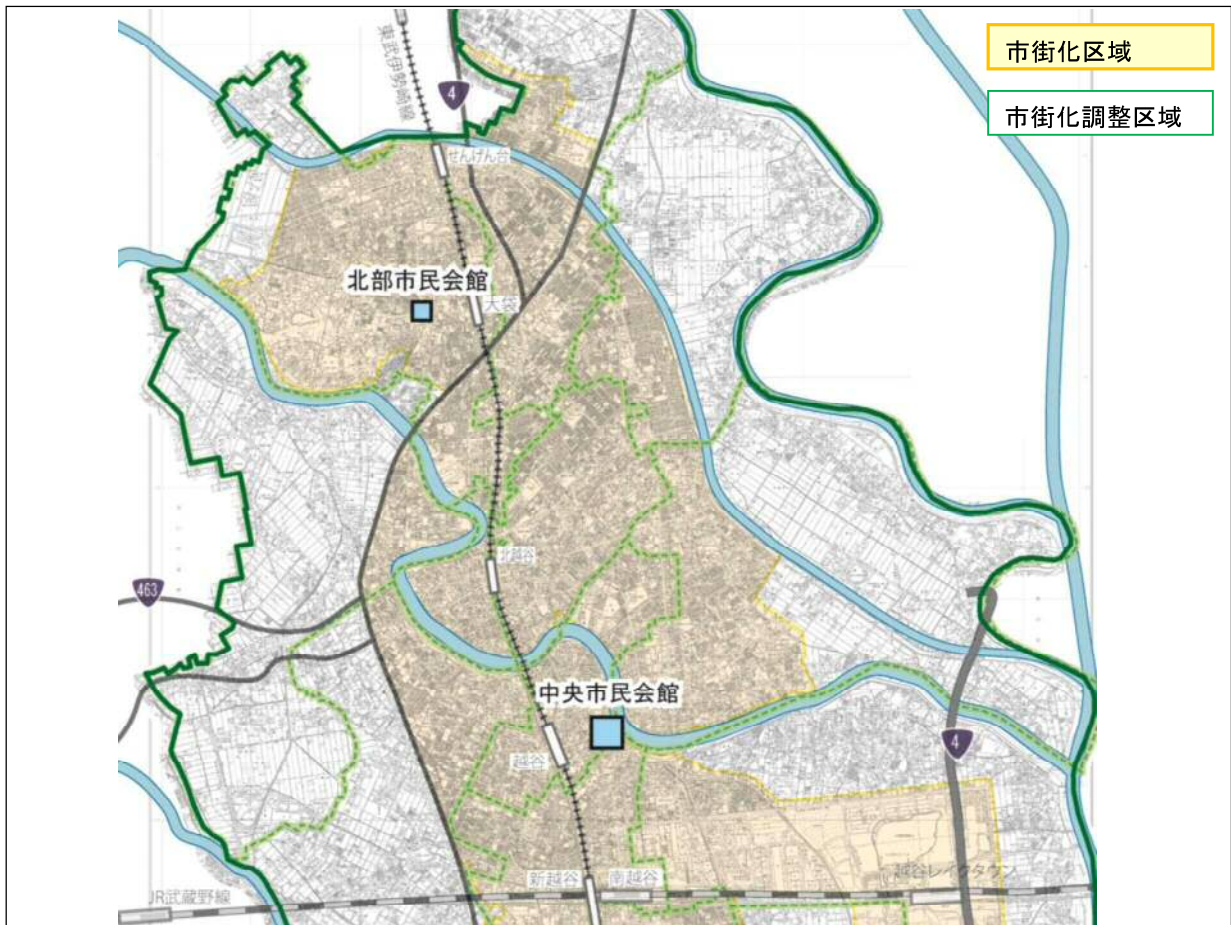 市街化区域
市街化調整区域
東武伊勢崎線
4
せんげん台
北部市民会館
大袋
北越谷
463
中央市民会館
越谷
4
新越谷
南越谷
越谷レイクタウン
JR武蔵野線